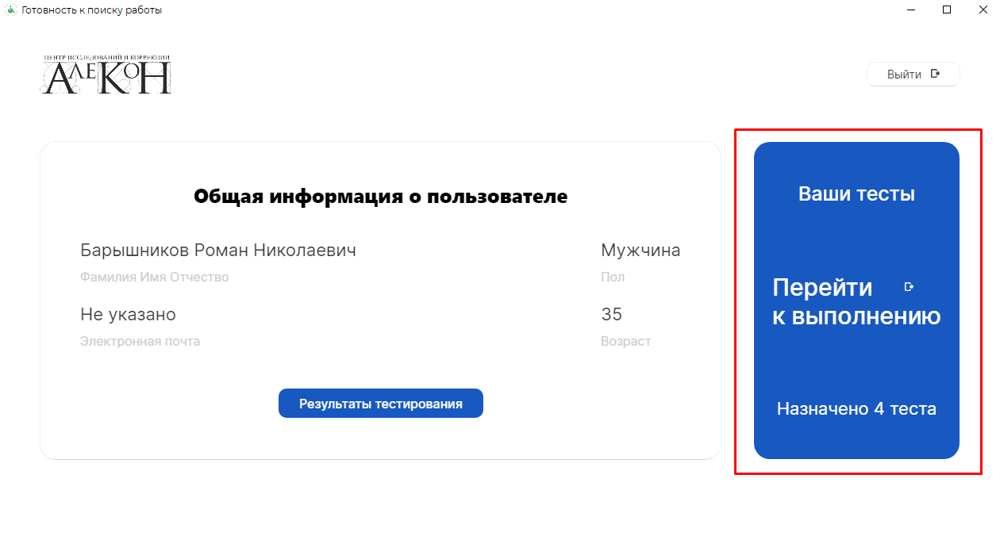 Готовность к поиску работы
ЦЕНТР ИССЛЕДОВАНИЙ И КОРРЕКЦИИ
АЛЕКОН
Выйти
Общая информация о пользователе
Барышников Роман Николаевич
Фамилия Имя Отчество
Мужчина
Пол
Не указано
Электронная почта
35
Возраст
Результаты тестирования
Ваши тесты
Перейти
к выполнению
Назначено 4 теста